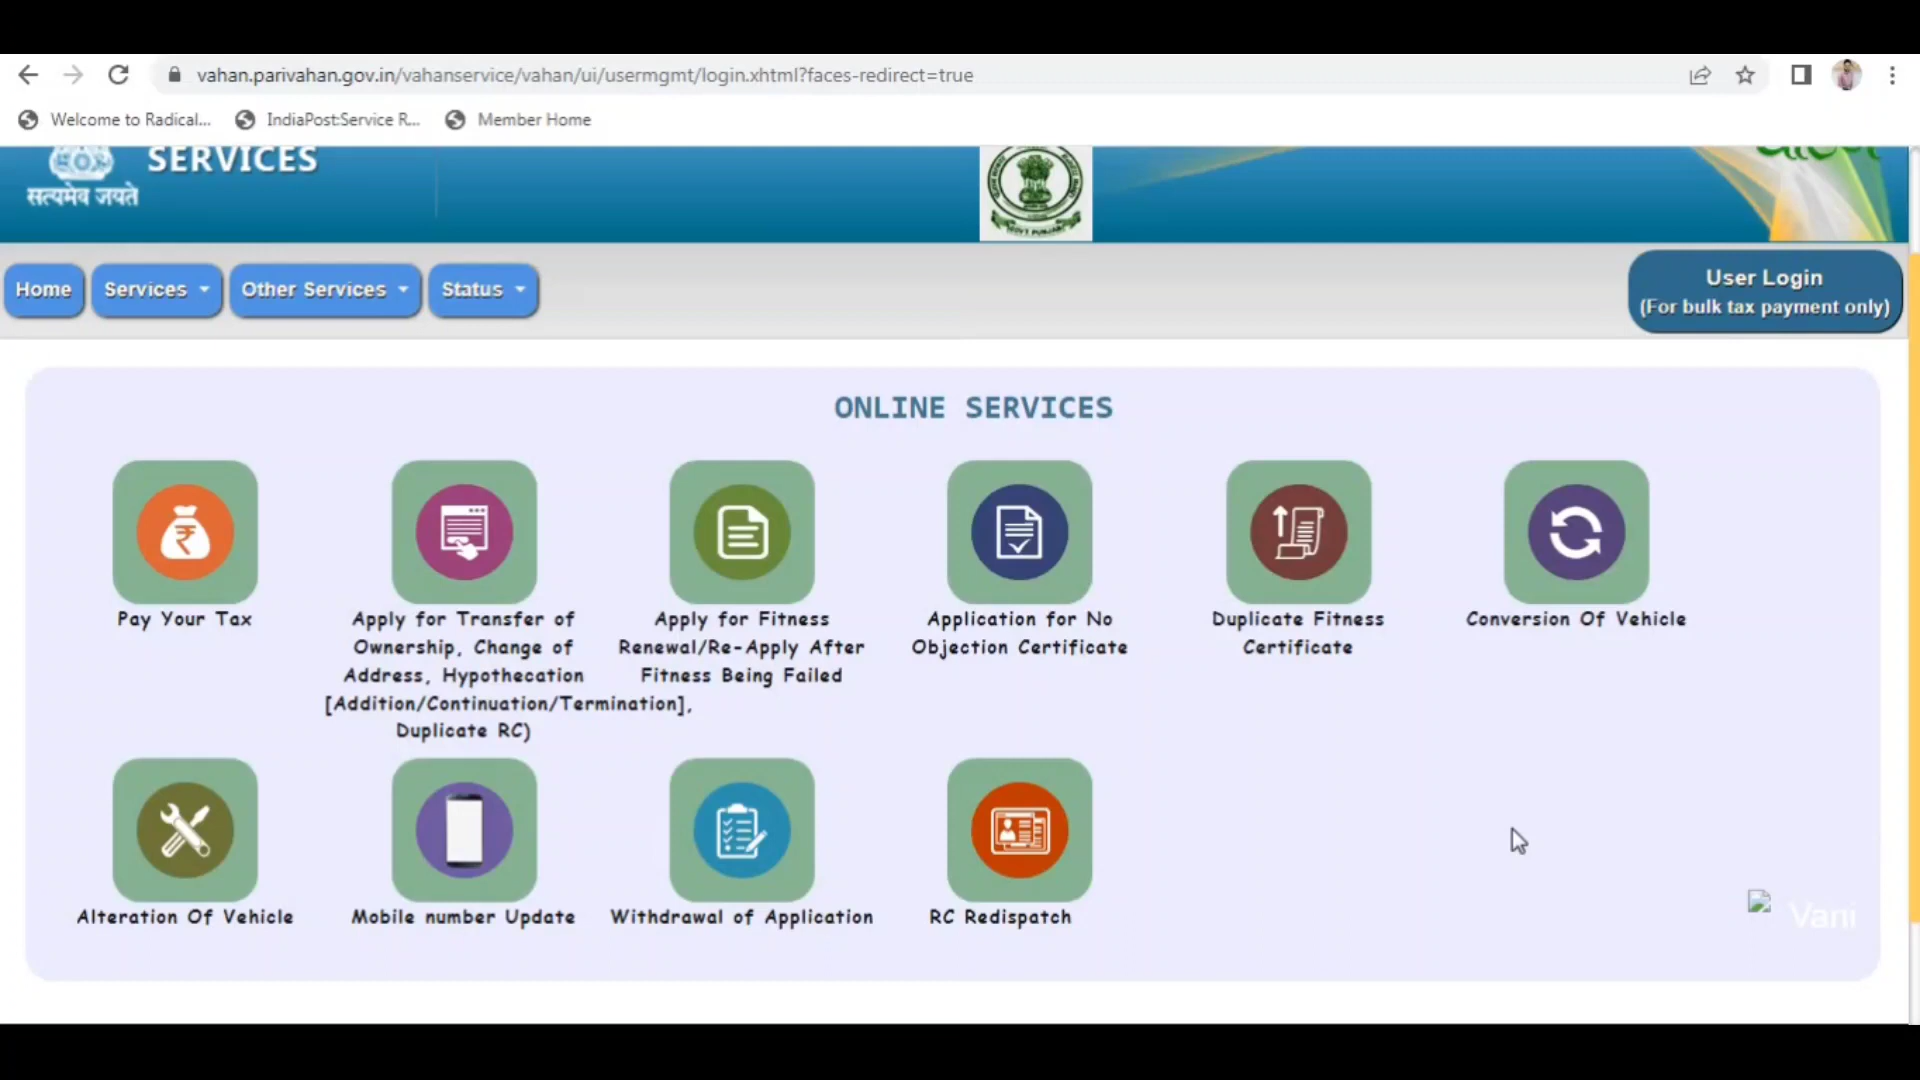 vahan.parivahan.gov.in/vahanservice/vahan/ui/usermgmt/login.xhtml?faces-redirect=true
Welcome to Radical... IndiaPost:Service R... Member Home
SERVICES
सत्यमेव जयते
Home Services Other Services Status
User Login
(For bulk tax payment only)
ONLINE SERVICES
Pay Your Tax
Apply for Transfer of
Ownership, Change of
Address, Hypothecation
[Addition/Continuation/Termination],
Duplicate RC)
Apply for Fitness
Renewal/Re-Apply After
Fitness Being Failed
Application for No
Objection Certificate
Duplicate Fitness
Certificate
Conversion Of Vehicle
Alteration Of Vehicle
Mobile number Update
Withdrawal of Application
RC Redispatch
Vani